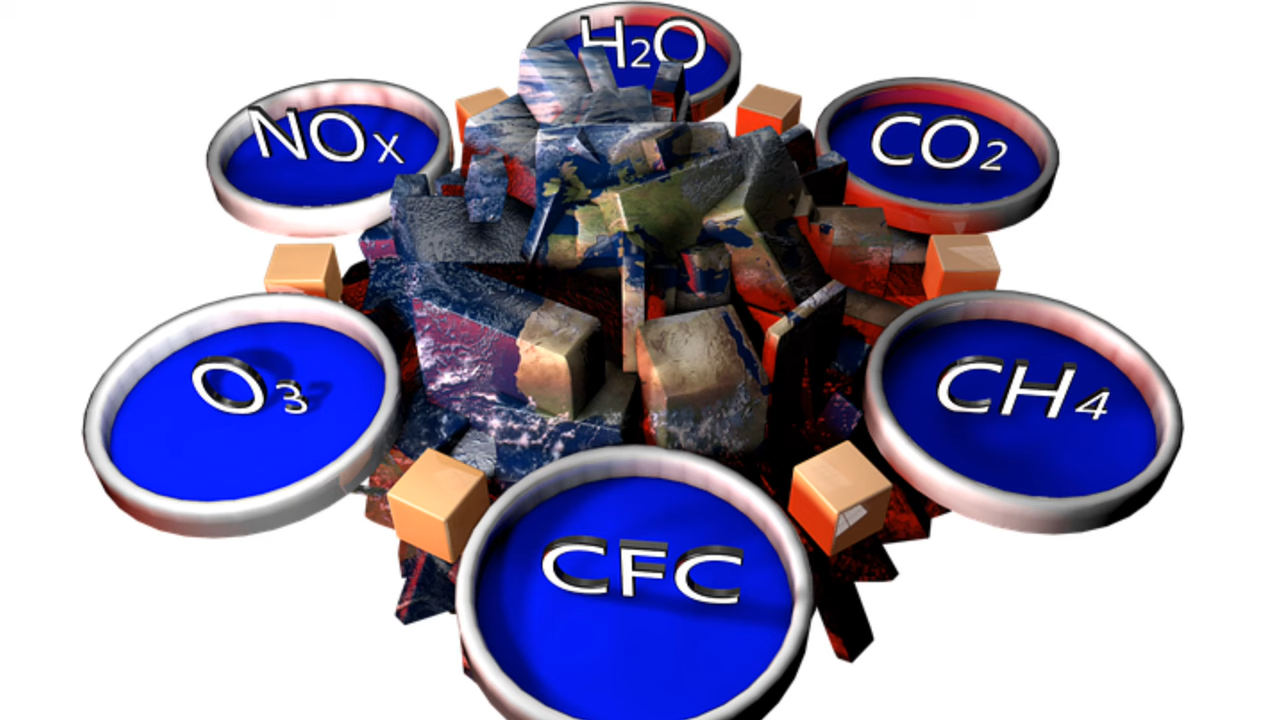 H₂O
NOₓ
CO₂
O₃
CH₄
CFC